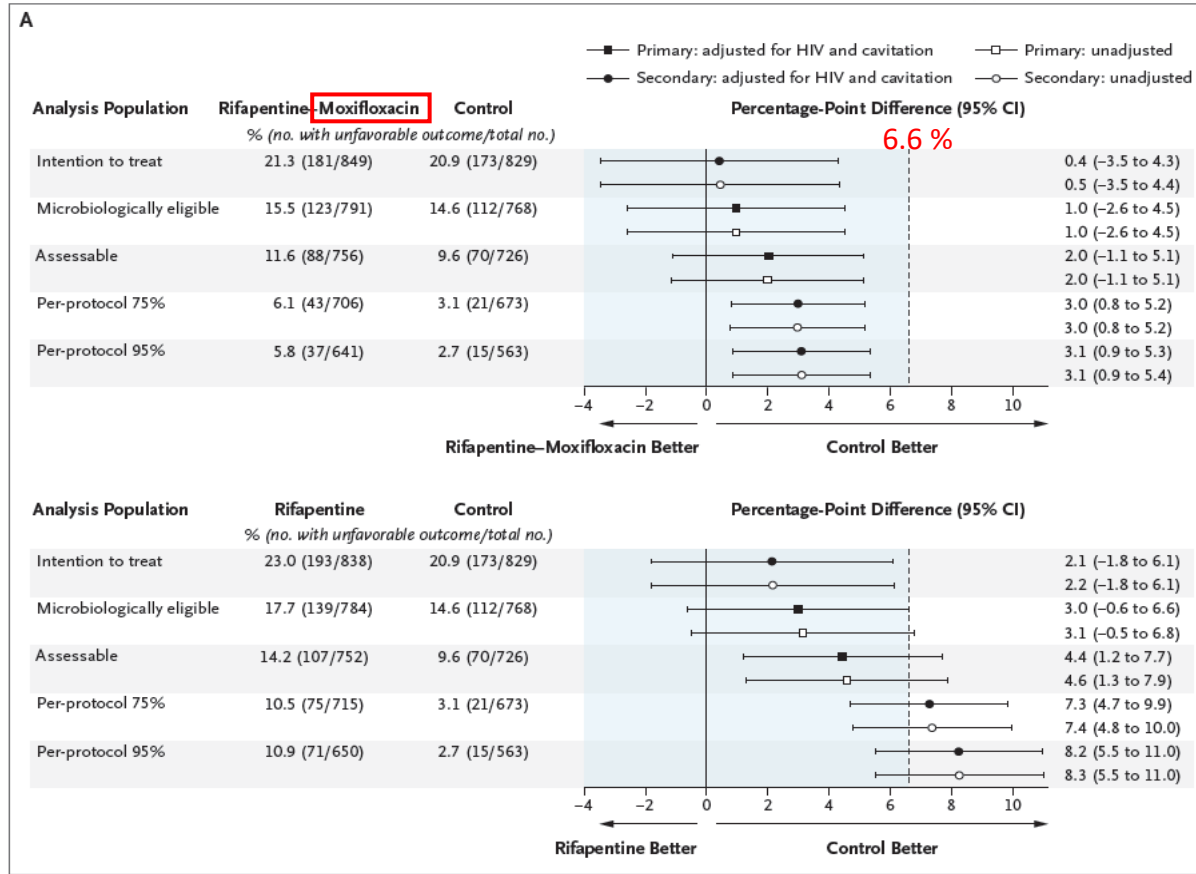 A
Primary: adjusted for HIV and cavitation Primary: unadjusted
Secondary: adjusted for HIV and cavitation Secondary: unadjusted
Analysis Population Rifapentine–Moxifloxacin Control Percentage-Point Difference (95% CI)
% (no. with unfavorable outcome/total no.) 6.6 %
Intention to treat 21.3 (181/849) 20.9 (173/829) 0.4 (−3.5 to 4.3)
0.5 (−3.5 to 4.4)
Microbiologically eligible 15.5 (123/791) 14.6 (112/768) 1.0 (−2.6 to 4.5)
1.0 (−2.6 to 4.5)
Assessable 11.6 (88/756) 9.6 (70/726) 2.0 (−1.1 to 5.1)
2.0 (−1.1 to 5.1)
Per-protocol 75% 6.1 (43/706) 3.1 (21/673) 3.0 (0.8 to 5.2)
3.0 (0.8 to 5.2)
Per-protocol 95% 5.8 (37/641) 2.7 (15/563) 3.1 (0.9 to 5.3)
3.1 (0.9 to 5.4)
−4 −2 0 2 4 6 8 10
Rifapentine–Moxifloxacin Better Control Better
Analysis Population Rifapentine Control Percentage-Point Difference (95% CI)
% (no. with unfavorable outcome/total no.)
Intention to treat 23.0 (193/838) 20.9 (173/829) 2.1 (−1.8 to 6.1)
2.2 (−1.8 to 6.1)
Microbiologically eligible 17.7 (139/784) 14.6 (112/768) 3.0 (−0.6 to 6.6)
3.1 (−0.5 to 6.8)
Assessable 14.2 (107/752) 9.6 (70/726) 4.4 (1.2 to 7.7)
4.6 (1.3 to 7.9)
Per-protocol 75% 10.5 (75/715) 3.1 (21/673) 7.3 (4.7 to 9.9)
7.4 (4.8 to 10.0)
Per-protocol 95% 10.9 (71/650) 2.7 (15/563) 8.2 (5.5 to 11.0)
8.3 (5.5 to 11.0)
−4 −2 0 2 4 6 8 10
Rifapentine Better Control Better